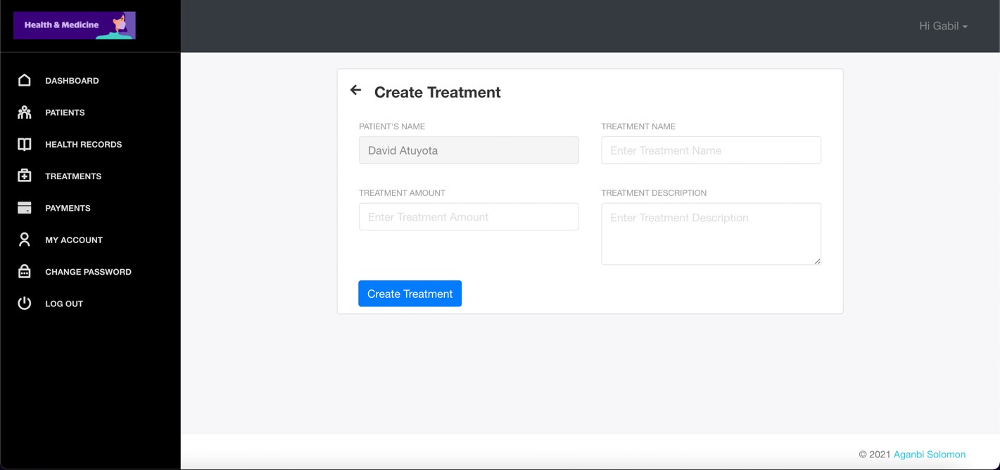 Health & Medicine
Hi Gabil
DASHBOARD
PATIENTS
HEALTH RECORDS
TREATMENTS
PAYMENTS
MY ACCOUNT
CHANGE PASSWORD
LOG OUT
Create Treatment
PATIENT'S NAME
David Atuyota
TREATMENT NAME
Enter Treatment Name
TREATMENT AMOUNT
Enter Treatment Amount
TREATMENT DESCRIPTION
Enter Treatment Description
Create Treatment
© 2021 Aganbi Solomon